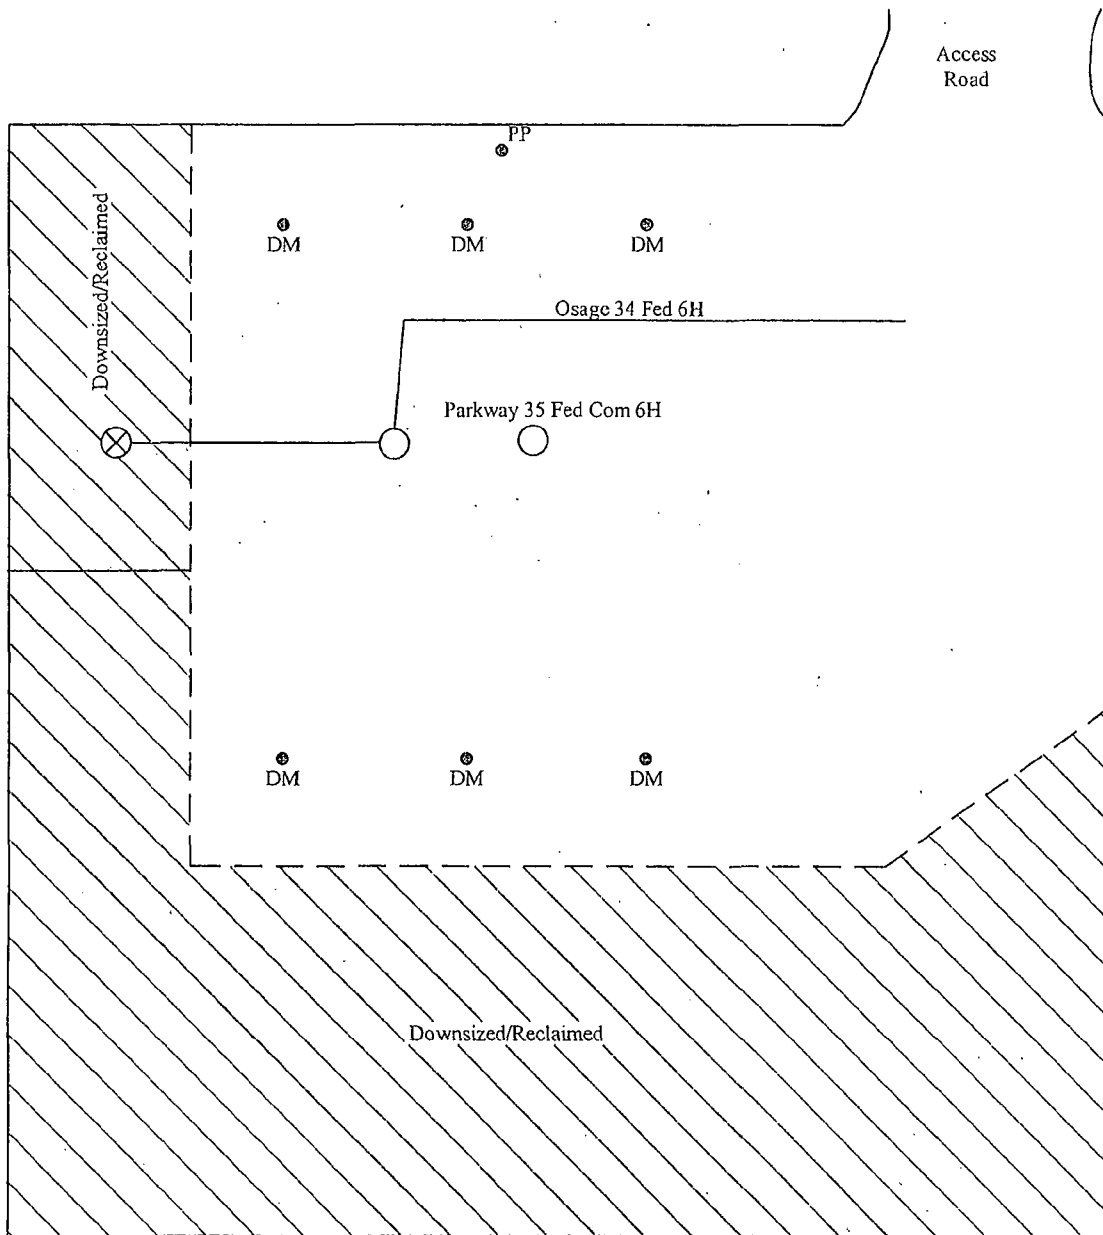 Access
Road
PP
Downsized/Reclaimed
DM
DM
DM
Osage 34 Fed 6H
Parkway 35 Fed Com 6H
DM
DM
DM
Downsized/Reclaimed